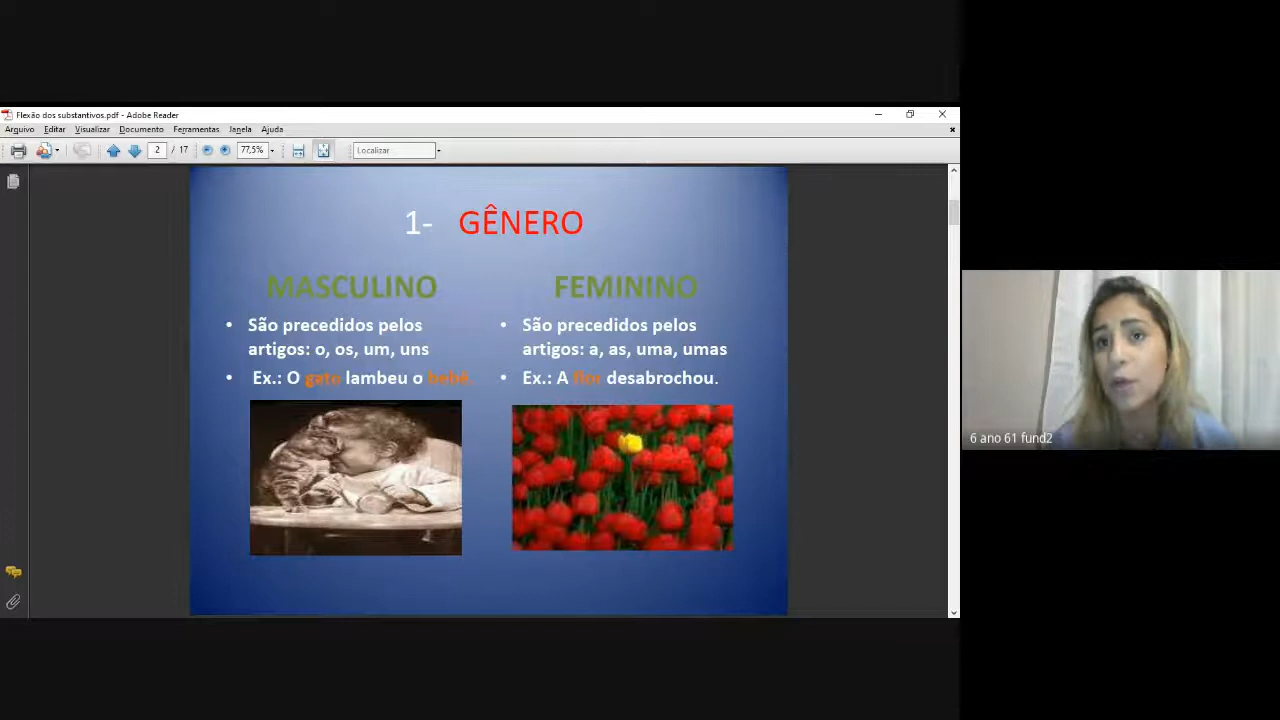 Flexão dos substantivos.pdf - Adobe Reader
Arquivo Editar Visualizar Documento Ferramentas Janela Ajuda
2 / 17 77,5% Localizar
1- GÊNERO
MASCULINO
São precedidos pelos
artigos: o, os, um, uns
Ex.: O gato lambeu o bebê.
FEMININO
São precedidos pelos
artigos: a, as, uma, umas
Ex.: A flor desabrochou.
6 ano 61 fund2